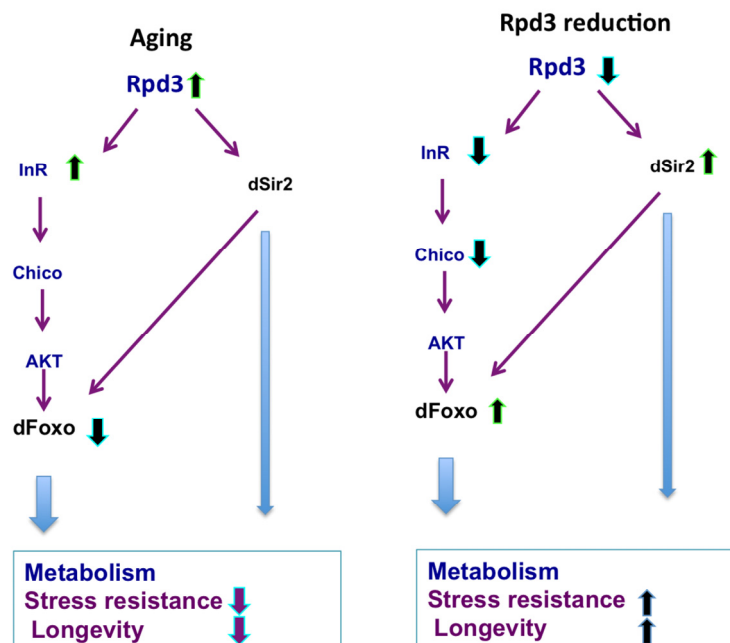 Aging
Rpd3
InR
dSir2
Chico
AKT
dFoxo
Metabolism
Stress resistance
Longevity
Rpd3 reduction
Rpd3
InR
dSir2
Chico
AKT
dFoxo
Metabolism
Stress resistance
Longevity